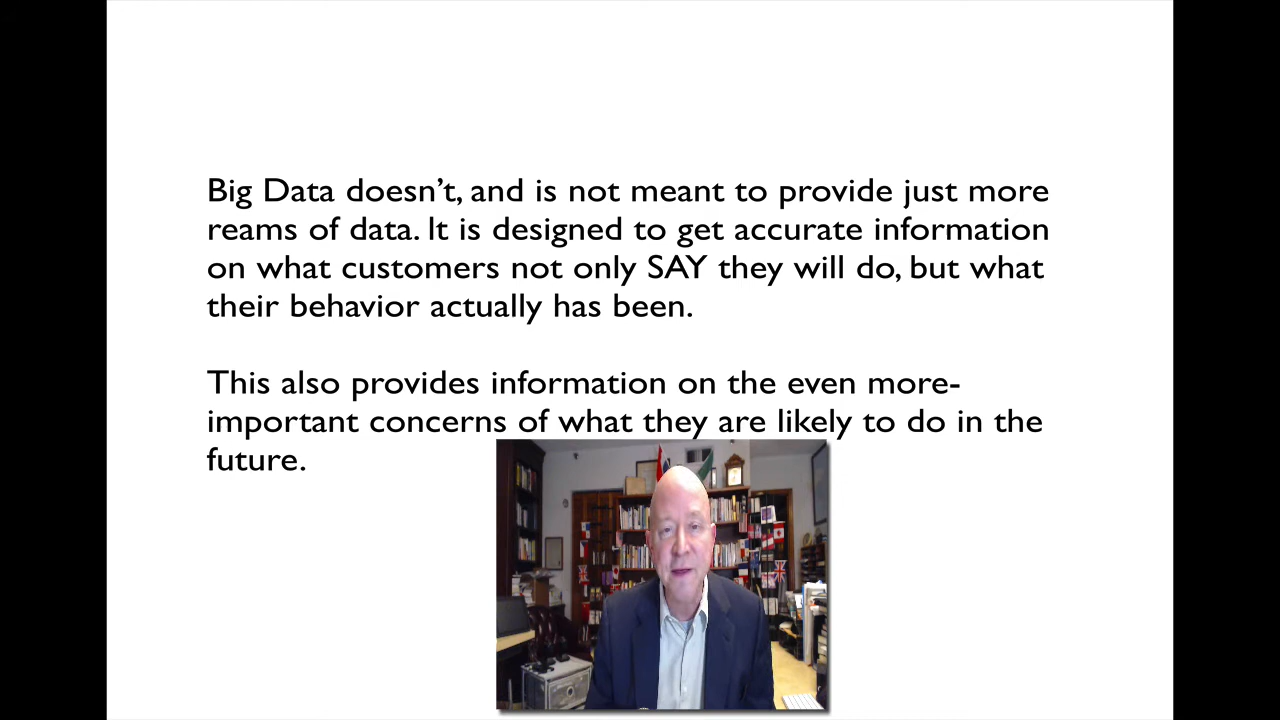 Big Data doesn’t, and is not meant to provide just more
reams of data. It is designed to get accurate information
on what customers not only SAY they will do, but what
their behavior actually has been.
This also provides information on the even more-
important concerns of what they are likely to do in the
future.